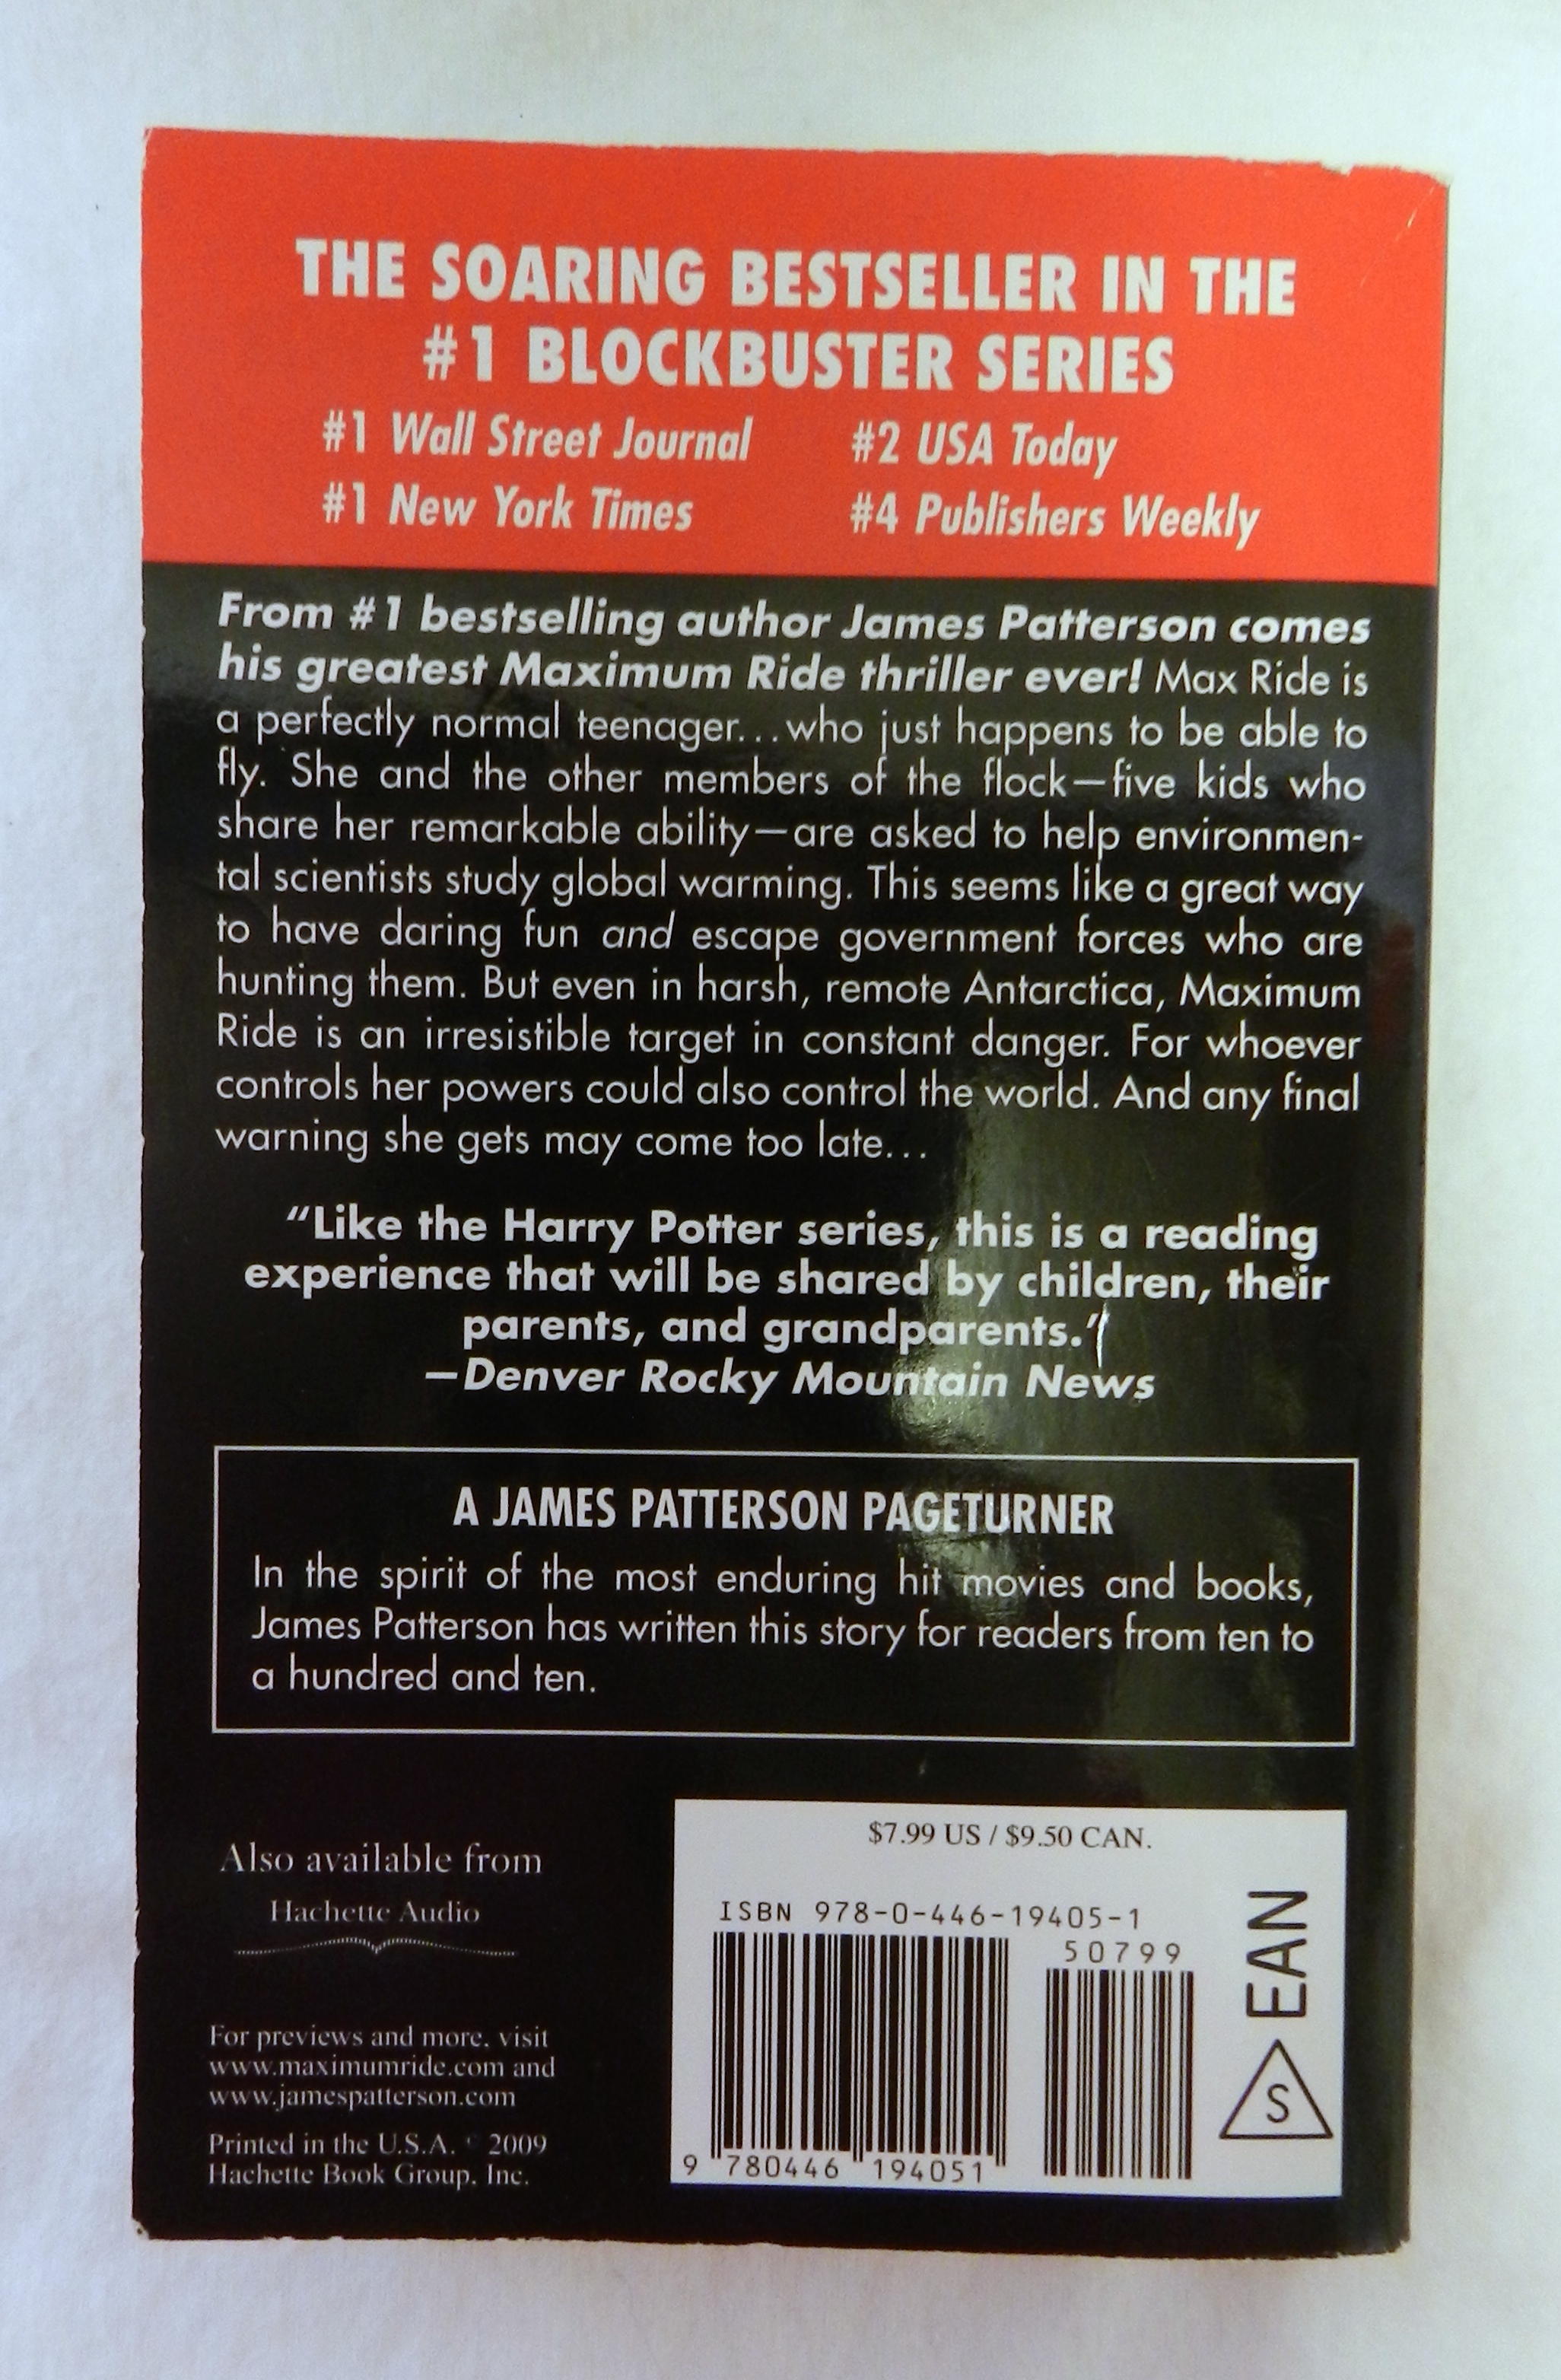 THE SOARING BESTSELLER IN THE
#1 BLOCKBUSTER SERIES
#1 Wall Street Journal #2 USA Today
#1 New York Times #4 Publishers Weekly
From #1 bestselling author James Patterson comes
his greatest Maximum Ride thriller ever! Max Ride is
a perfectly normal teenager...who just happens to be able to
fly. She and the other members of the flock—five kids who
share her remarkable ability—are asked to help environmen-
tal scientists study global warming. This seems like a great way
to have daring fun and escape government forces who are
hunting them. But even in harsh, remote Antarctica, Maximum
Ride is an irresistible target in constant danger. For whoever
controls her powers could also control the world. And any final
warning she gets may come too late...
“Like the Harry Potter series, this is a reading
experience that will be shared by children, their
parents, and grandparents.”
—Denver Rocky Mountain News
A JAMES PATTERSON PAGETURNER
In the spirit of the most enduring hit movies and books,
James Patterson has written this story for readers from ten to
a hundred and ten.
Also available from
Hachette Audio
For previews and more, visit
www.maximumride.com and
www.jamespatterson.com
Printed in the U.S.A. © 2009
Hachette Book Group, Inc.
$7.99 US / $9.50 CAN.
ISBN 978-0-446-19405-1
50799
9 780446 194051
EAN
S